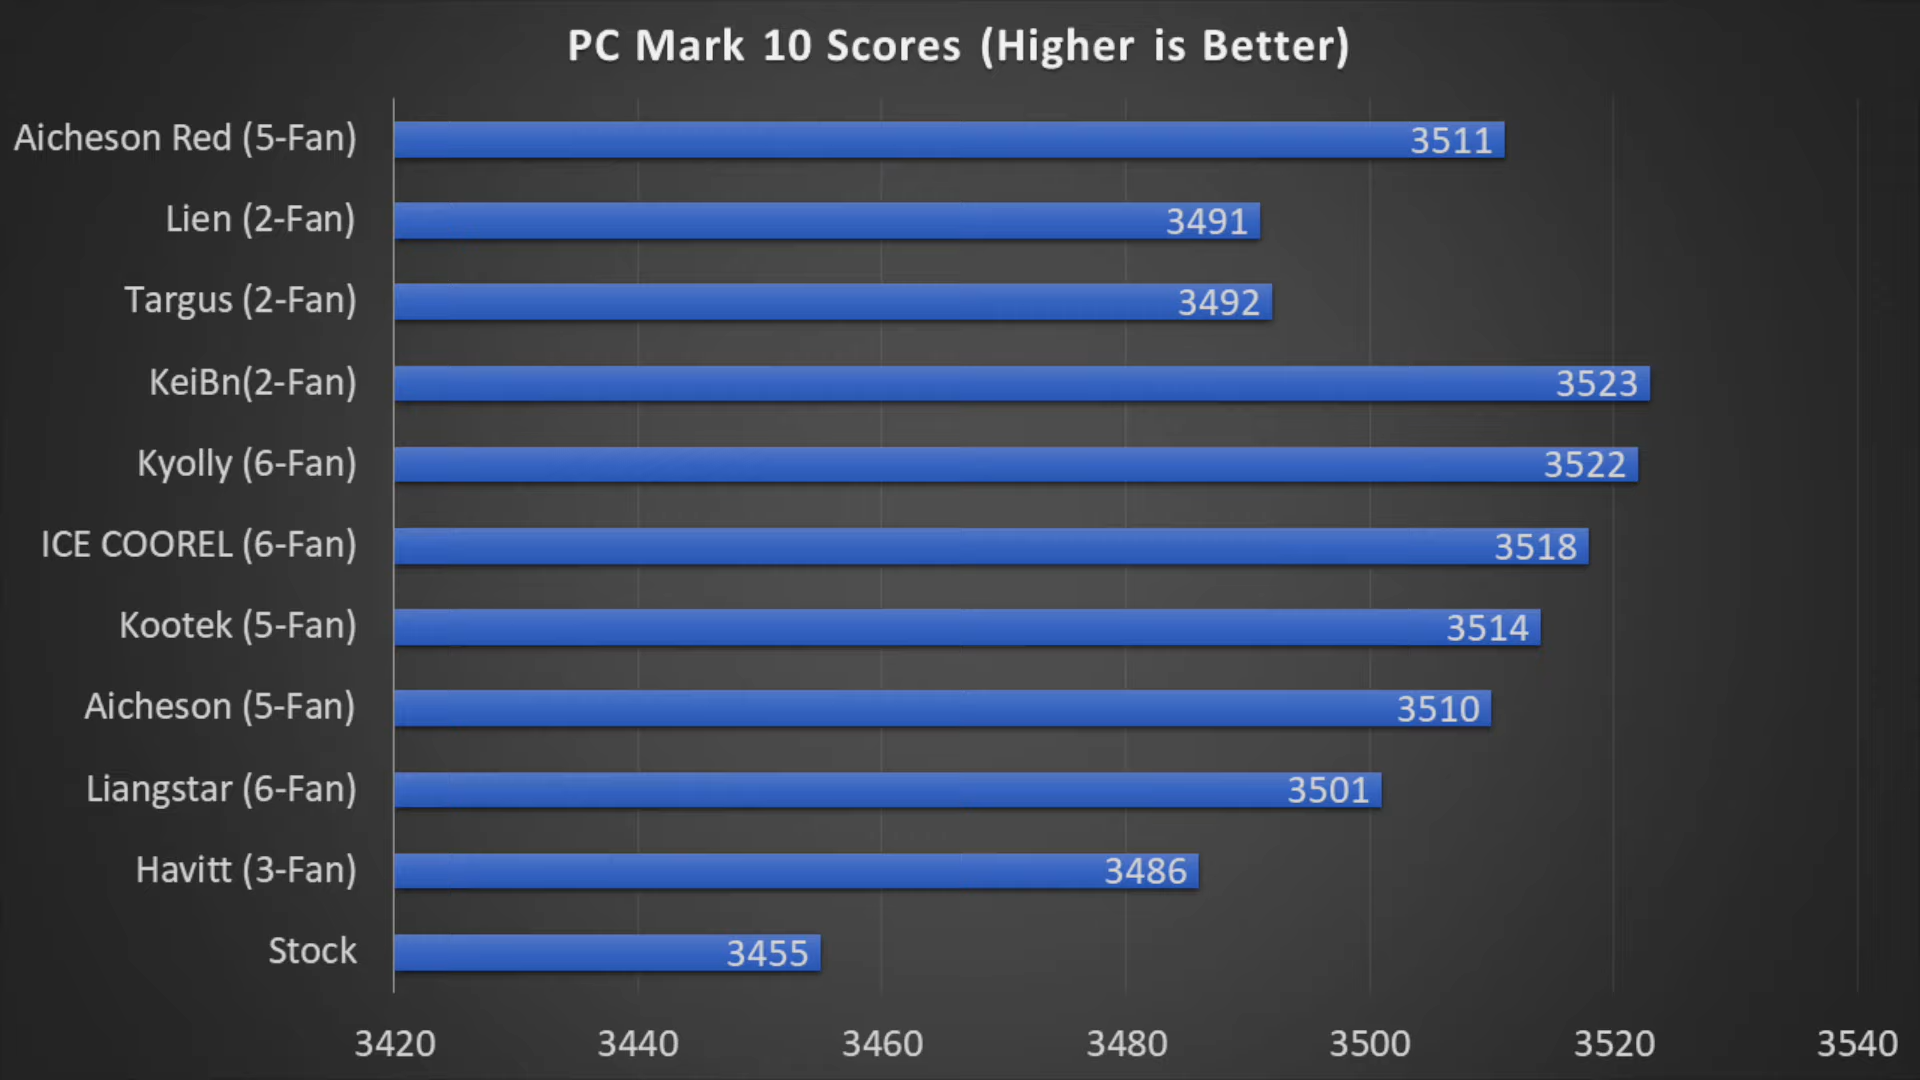 PC Mark 10 Scores (Higher is Better)
Aicheson Red (5-Fan) 3511
Lien (2-Fan) 3491
Targus (2-Fan) 3492
KeiBn(2-Fan) 3523
Kyolly (6-Fan) 3522
ICE COOREL (6-Fan) 3518
Kootek (5-Fan) 3514
Aicheson (5-Fan) 3510
Liangstar (6-Fan) 3501
Havitt (3-Fan) 3486
Stock 3455
3420 3440 3460 3480 3500 3520 3540